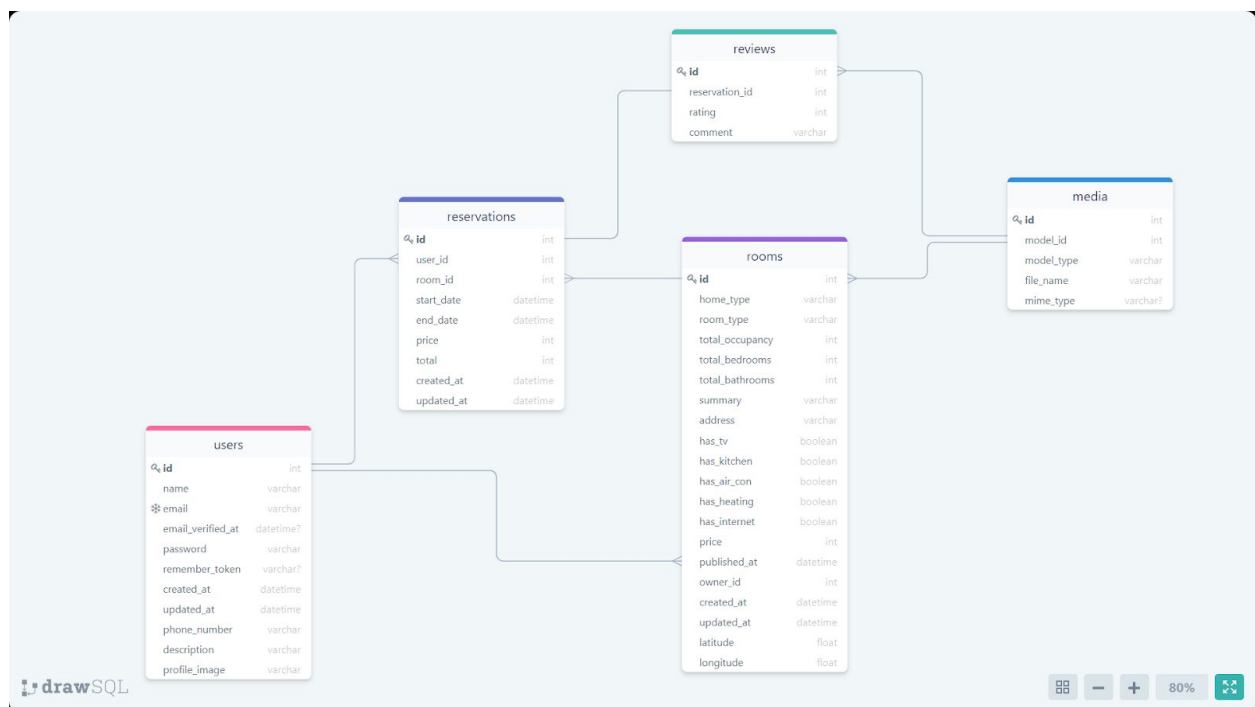 reviews
id int
reservation_id int
rating int
comment varchar
media
id int
model_id int
model_type varchar
file_name varchar
mime_type varchar?
reservations
id int
user_id int
room_id int
start_date datetime
end_date datetime
price int
total int
created_at datetime
updated_at datetime
rooms
id int
home_type varchar
room_type varchar
total_occupancy int
total_bedrooms int
total_bathrooms int
summary varchar
address varchar
has_tv boolean
has_kitchen boolean
has_air_con boolean
has_heating boolean
has_internet boolean
price int
published_at datetime
owner_id int
created_at datetime
updated_at datetime
latitude float
longitude float
users
id int
name varchar
email varchar
email_verified_at datetime?
password varchar
remember_token varchar?
created_at datetime
updated_at datetime
phone_number varchar
description varchar
profile_image varchar
drawSQL
80%